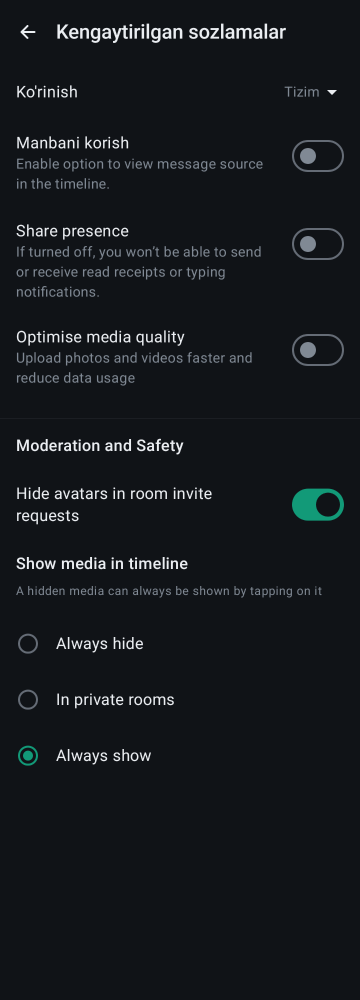 Kengaytirilgan sozlamalar
Ko'rinish
Tizim
Manbani korish
Enable option to view message source
in the timeline.
Share presence
If turned off, you won't be able to send
or receive read receipts or typing
notifications.
Optimise media quality
Upload photos and videos faster and
reduce data usage
Moderation and Safety
Hide avatars in room invite
requests
Show media in timeline
A hidden media can always be shown by tapping on it
Always hide
In private rooms
Always show